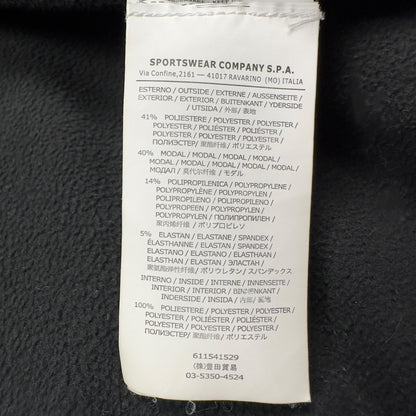 SPORTSWEAR COMPANY S.P.A.
Via Confine,2161 — 41017 RAVARINO (MO) ITALIA
ESTERNO / OUTSIDE / EXTERNE / AUSSENSEITE /
EXTERIOR / EXTERIOR / BUITENKANT / YDERSIDE
/ UTSIDA / 外部 / 表地
41% POLIESTERE / POLYESTER / POLYESTER /
POLYESTER / POLIÉSTER / POLIÉSTER /
POLYESTER / POLYESTER / POLYESTER /
ПОЛИЭСТЕР/ 聚酯纤维 / ポリエステル
40% MODAL / MODAL / MODAL / MODAL /
MODAL / MODAL / MODAL / MODAL / MODAL /
МОДАЛ / 莫代尔纤维 / モダル
14% POLIPROPILENICA / POLYPROPYLENE /
POLYPROPYLÈNE / POLYPROPYLEN /
POLIPROPILENO / POLIPROPILENO /
POLYPROPEEN / POLYPROPYLEN /
POLYPROPYLEN / ПОЛИПРОПИЛЕН /
聚丙烯纤维 / ポリプロピレン
5% ELASTAN / ELASTANE / SPANDEX /
ÉLASTHANNE / ELASTHAN / SPANDEX /
ELASTANO / ELASTANO / ELASTHAAN /
ELASTHAN / ELASTAN / ЭЛАСТАН /
聚氨酯弹性纤维 / ポリウレタン / スパンデックス
INTERNO / INSIDE / INTERNE / INNENSEITE /
INTERIOR / INTERIOR / BINNENKANT /
INDERSIDE / INSIDA / 内部 / 裏地
100% POLIESTERE / POLYESTER / POLYESTER /
POLYESTER / POLIÉSTER / POLIÉSTER /
POLYESTER / POLYESTER / POLYESTER /
ПОЛИЭСТЕР/ 聚酯纤维 / ポリエステル
611541529
(株) 豊田貿易
03-5350-4524